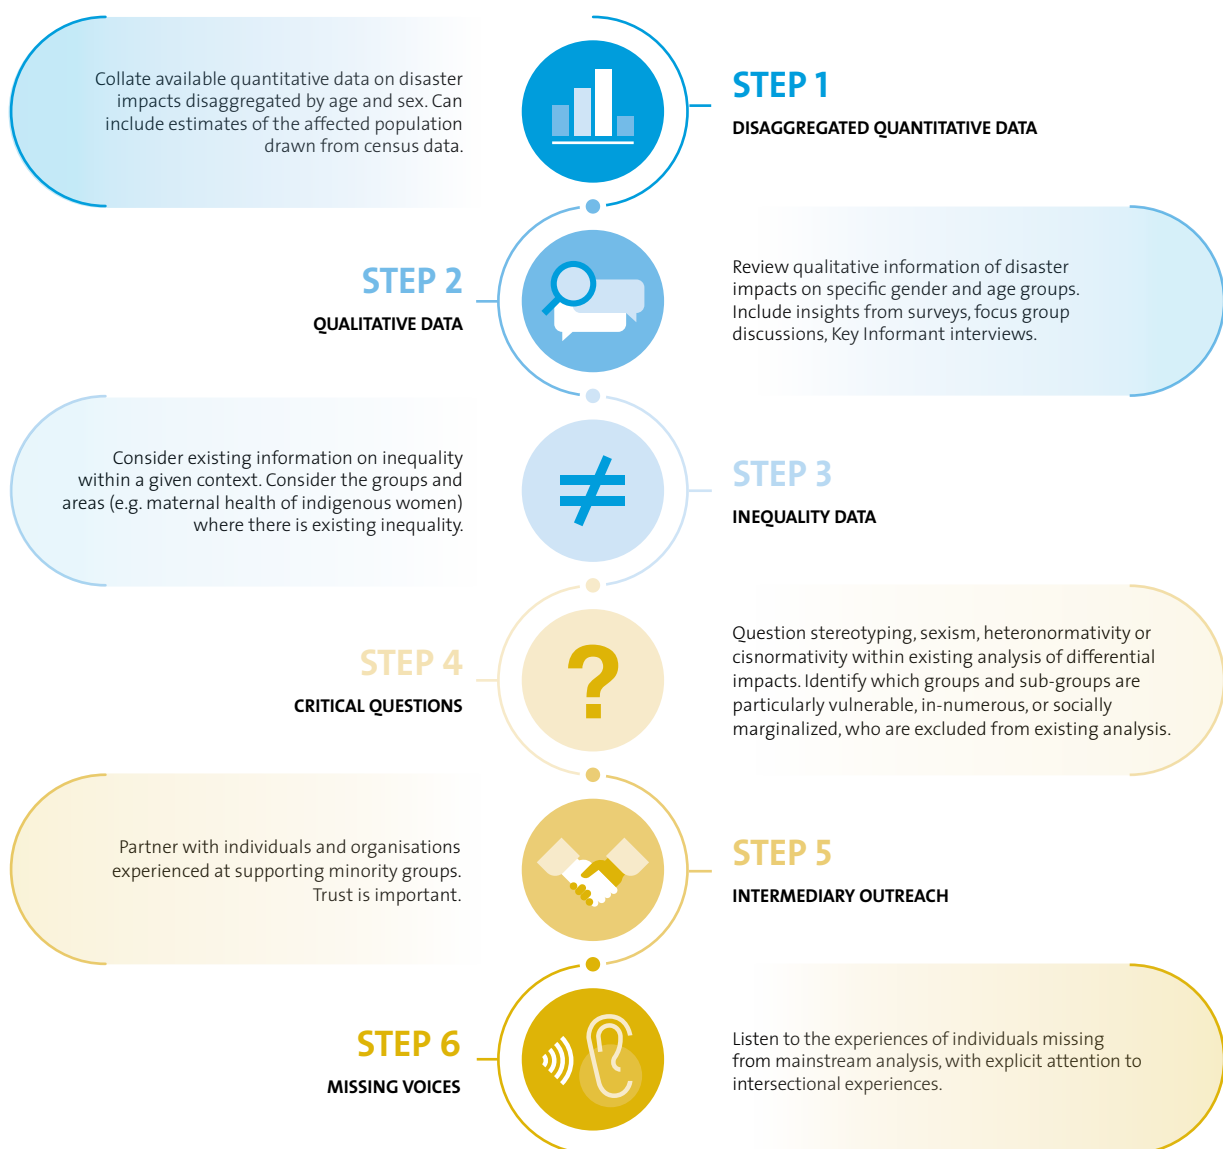 STEP 1
DISAGGREGATED QUANTITATIVE DATA
Collate available quantitative data on disaster
impacts disaggregated by age and sex. Can
include estimates of the affected population
drawn from census data.
STEP 2
QUALITATIVE DATA
Review qualitative information of disaster
impacts on specific gender and age groups.
Include insights from surveys, focus group
discussions, Key Informant interviews.
STEP 3
INEQUALITY DATA
Consider existing information on inequality
within a given context. Consider the groups and
areas (e.g. maternal health of indigenous women)
where there is existing inequality.
STEP 4
CRITICAL QUESTIONS
?
Question stereotyping, sexism, heteronormativity or
cisnormativity within existing analysis of differential
impacts. Identify which groups and sub-groups are
particularly vulnerable, in-numerous, or socially
marginalized, who are excluded from existing analysis.
STEP 5
INTERMEDIARY OUTREACH
Partner with individuals and organisations
experienced at supporting minority groups.
Trust is important.
STEP 6
MISSING VOICES
Listen to the experiences of individuals missing
from mainstream analysis, with explicit attention to
intersectional experiences.